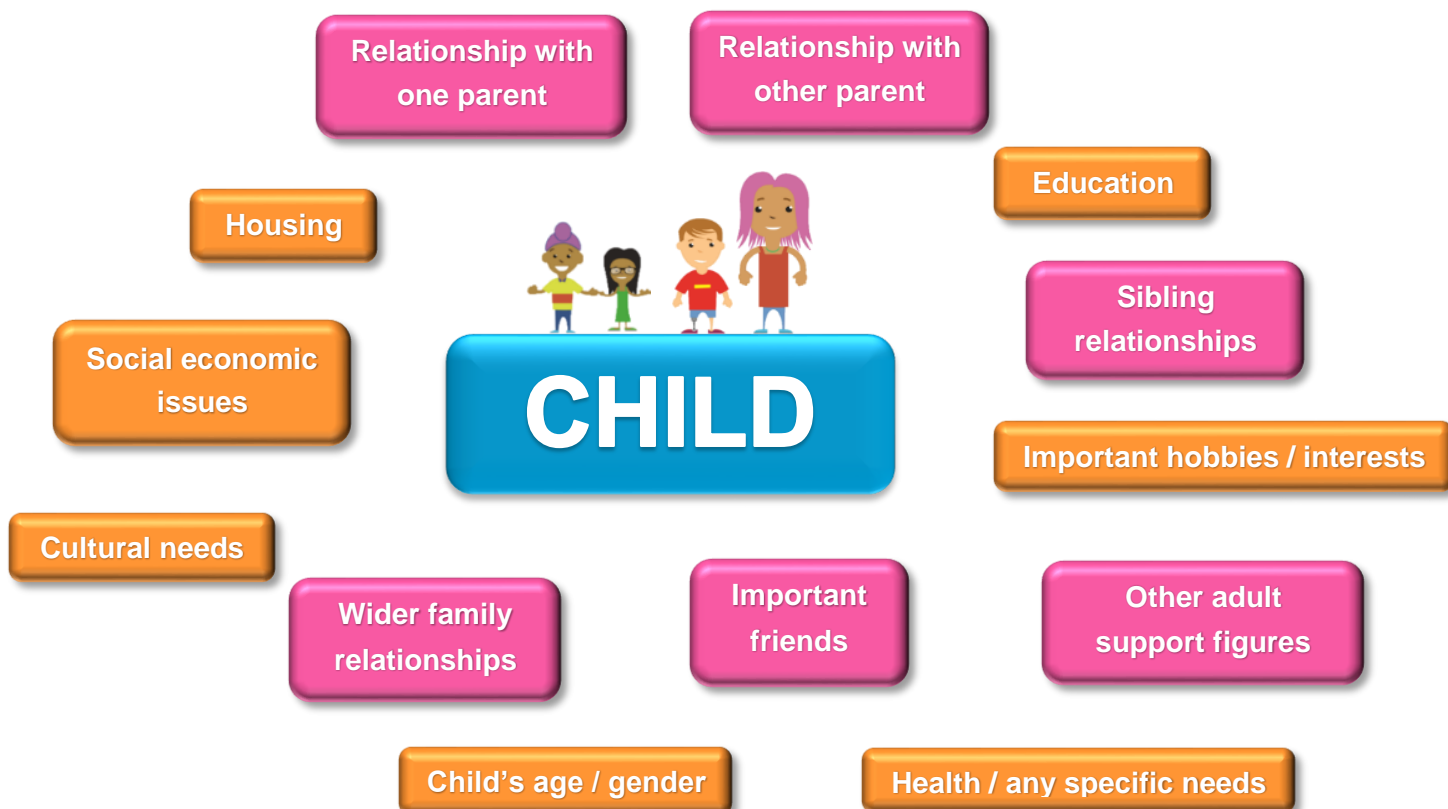 Relationship with
one parent
Relationship with
other parent
Education
Housing
Sibling
relationships
Social economic
issues
CHILD
Important hobbies / interests
Cultural needs
Wider family
relationships
Important
friends
Other adult
support figures
Child’s age / gender
Health / any specific needs